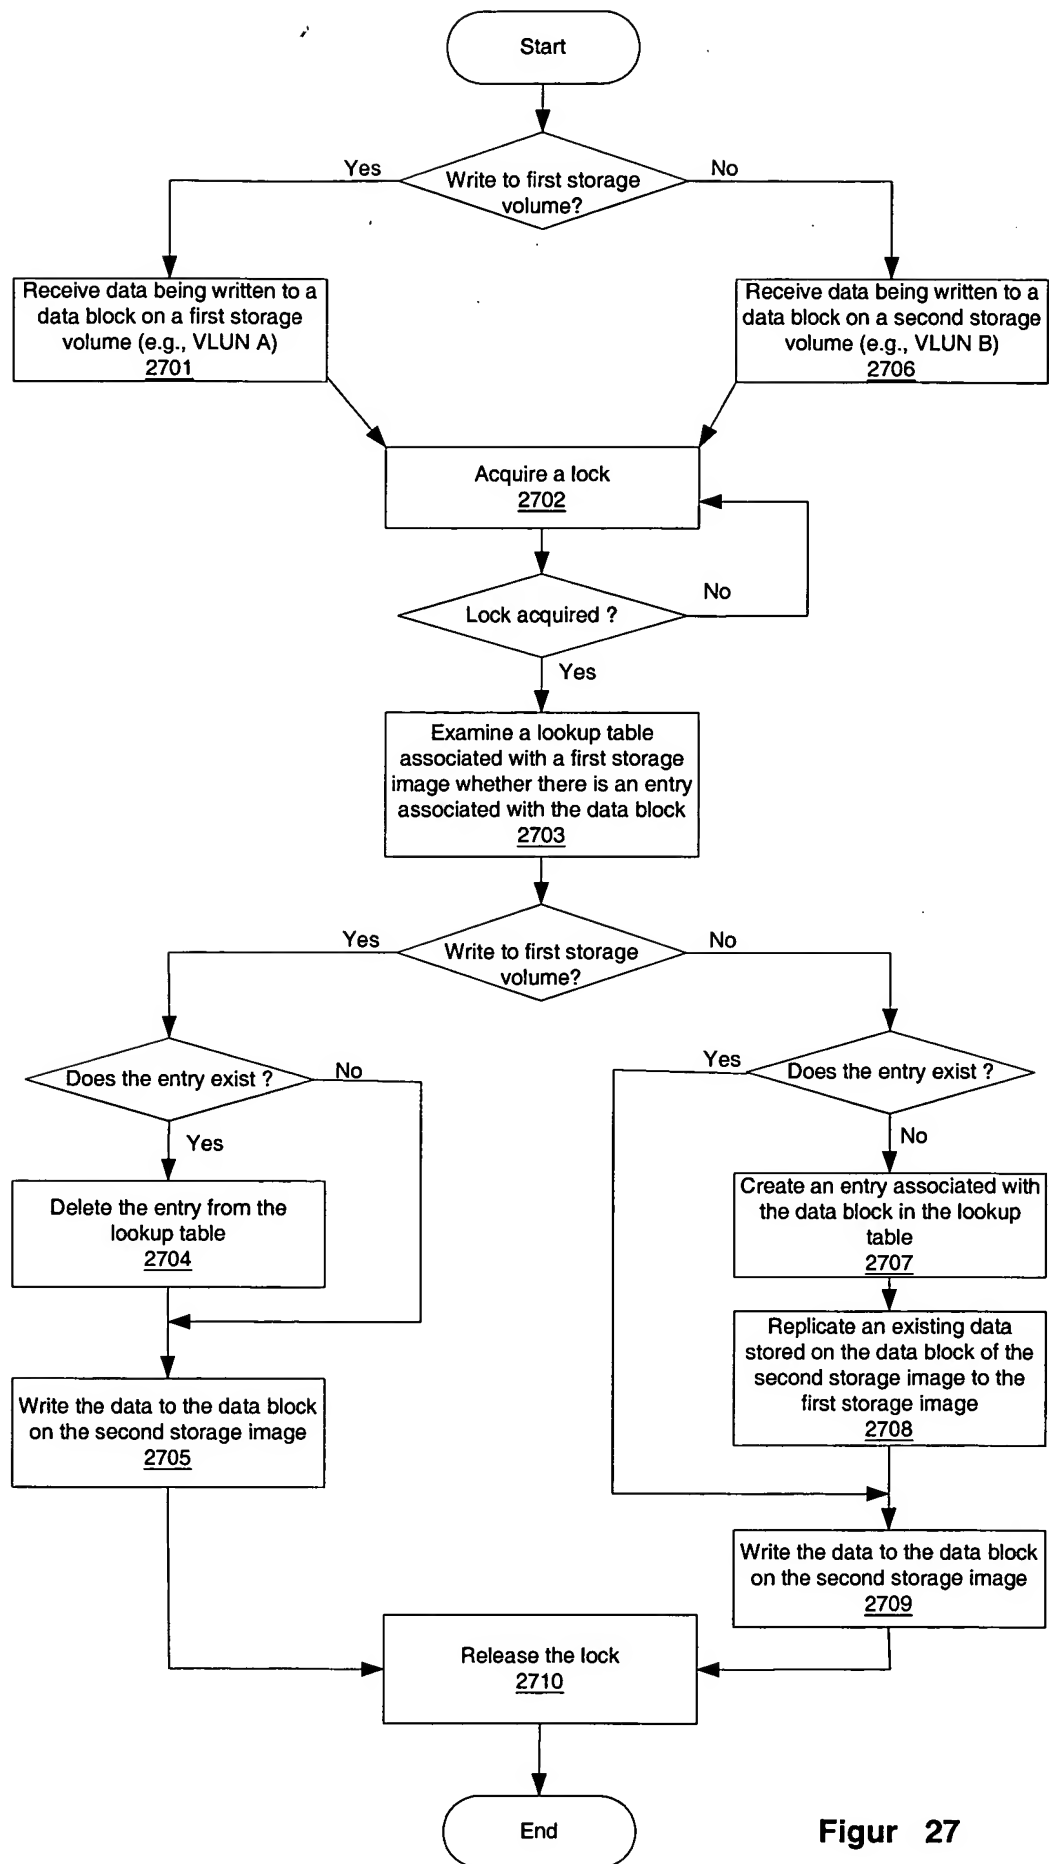 Start
Write to first storage
volume?
Yes
No
Receive data being written to a
data block on a first storage
volume (e.g., VLUN A)
2701
Receive data being written to a
data block on a second storage
volume (e.g., VLUN B)
2706
Acquire a lock
2702
Lock acquired ?
No
Yes
Examine a lookup table
associated with a first storage
image whether there is an entry
associated with the data block
2703
Write to first storage
volume?
Yes
No
Does the entry exist ?
No
Yes
Does the entry exist ?
Yes
No
Delete the entry from the
lookup table
2704
Create an entry associated with
the data block in the lookup
table
2707
Replicate an existing data
stored on the data block of the
second storage image to the
first storage image
2708
Write the data to the data block
on the second storage image
2705
Write the data to the data block
on the second storage image
2709
Release the lock
2710
End
Figur 27